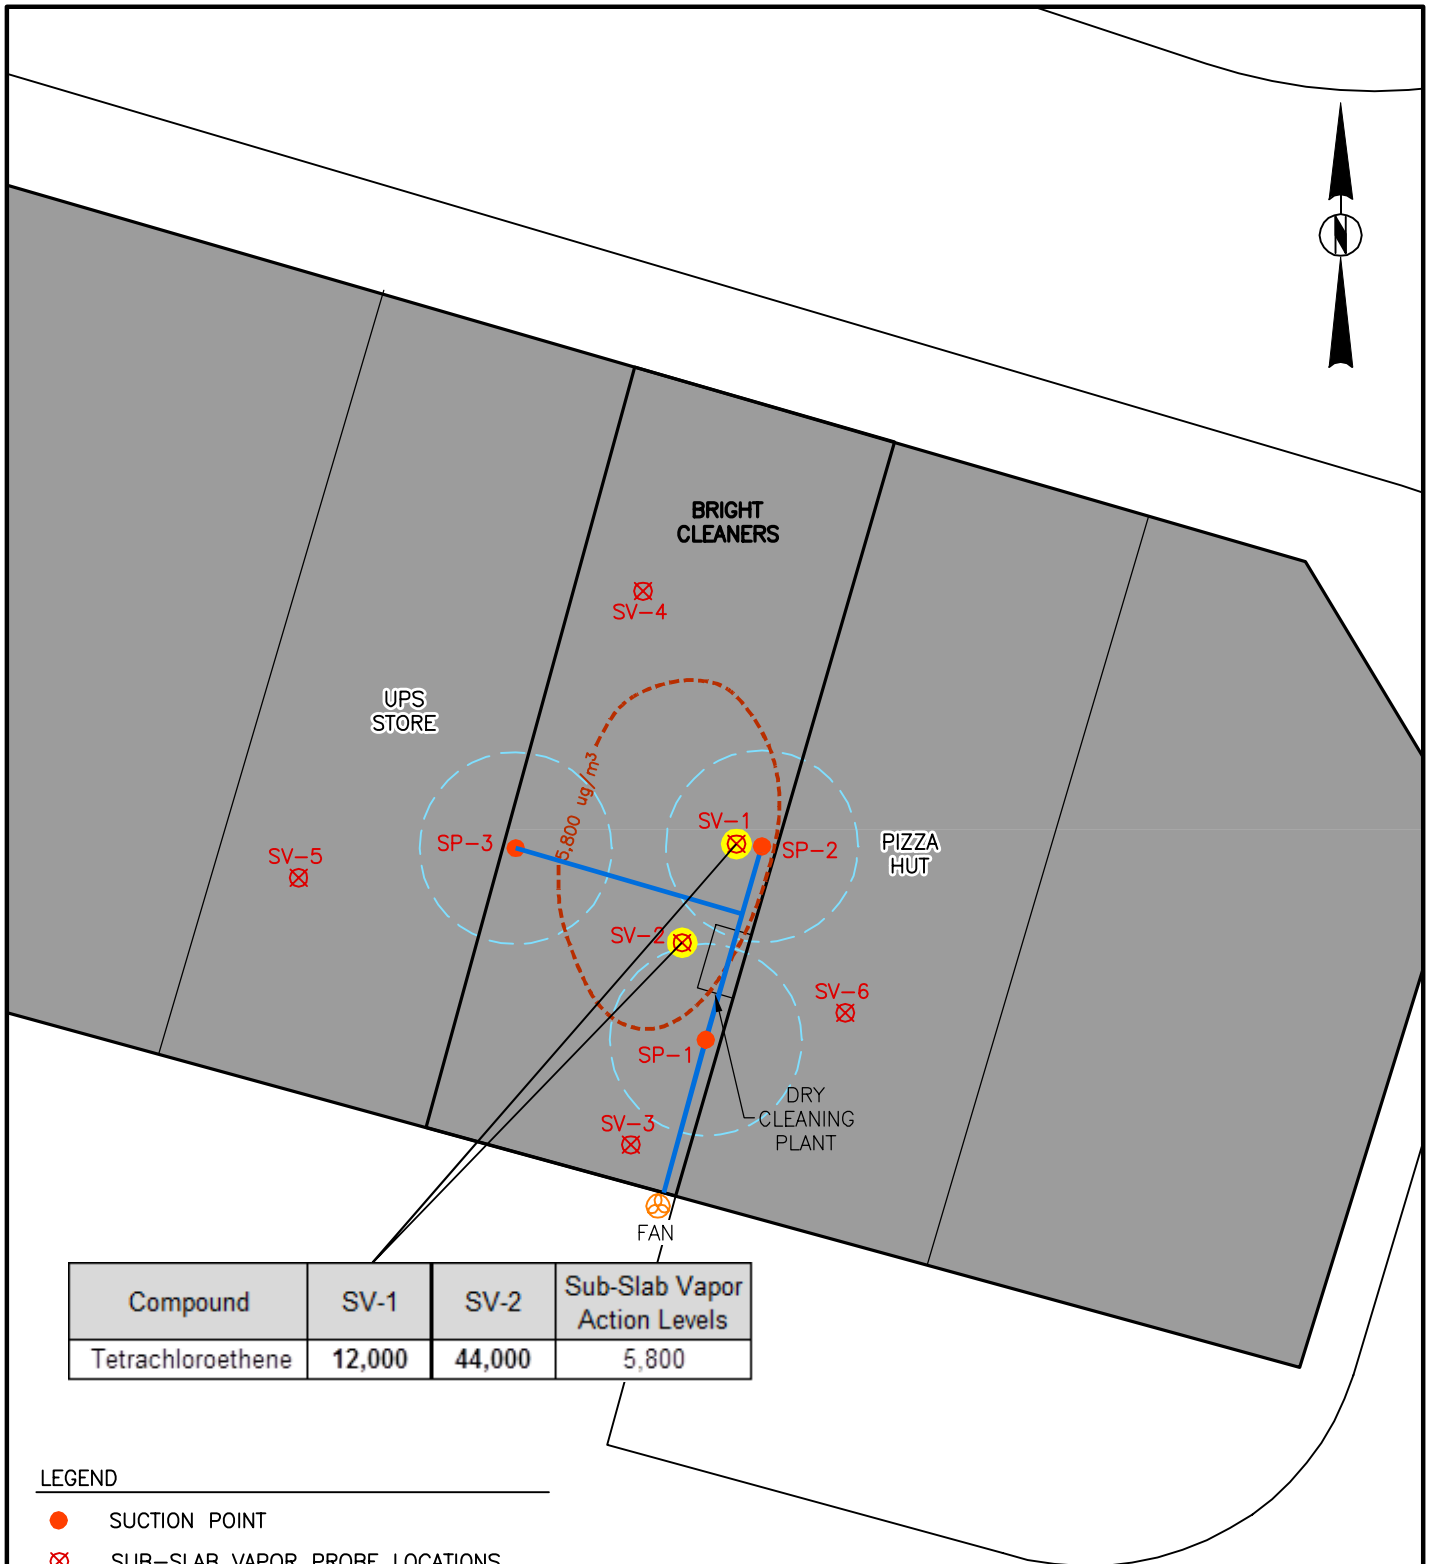 N
BRIGHT
CLEANERS
SV-4
UPS
STORE
5,800 ug/m³
SV-1
SP-3
SP-2
PIZZA
HUT
SV-5
SV-2
SV-6
SP-1
DRY
CLEANING
PLANT
SV-3
FAN
Compound SV-1 SV-2 Sub-Slab Vapor
Action Levels
Tetrachloroethene 12,000 44,000 5,800
LEGEND
SUCTION POINT
SUB-SLAB VAPOR PROBE LOCATIONS